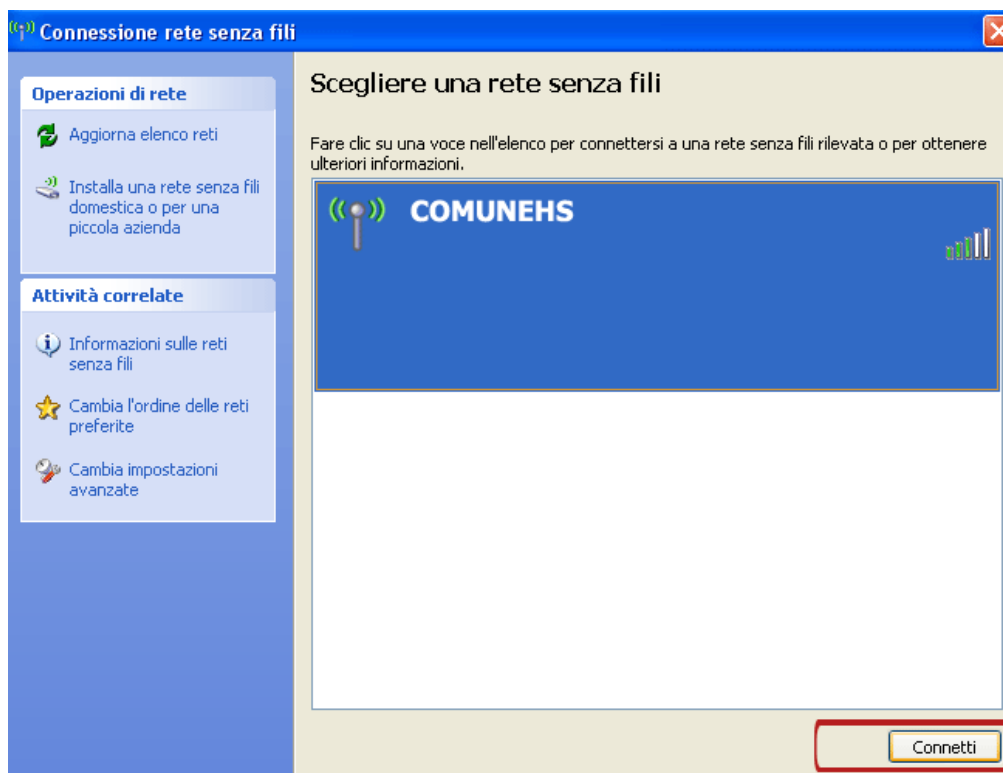 Connessione rete senza fili
Operazioni di rete
Aggiorna elenco reti
Installa una rete senza fili
domestica o per una
piccola azienda
Attività correlate
Informazioni sulle reti
senza fili
Cambia l'ordine delle reti
preferite
Cambia impostazioni
avanzate
Scegliere una rete senza fili
Fare clic su una voce nell'elenco per connettersi a una rete senza fili rilevata o per ottenere
ulteriori informazioni.
COMUNEHS
Connetti